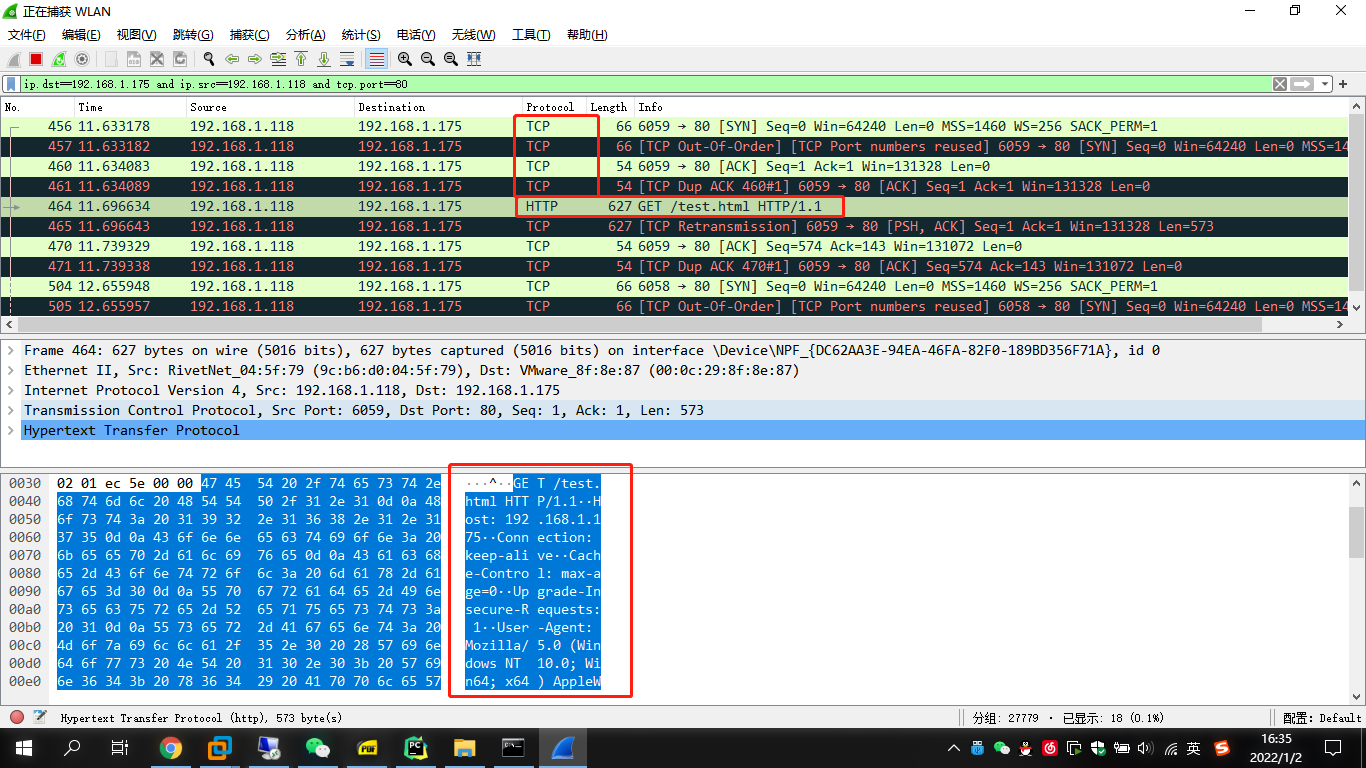 正在捕获 WLAN
文件(F) 编辑(E) 视图(V) 跳转(G) 捕获(C) 分析(A) 统计(S) 电话(Y) 无线(W) 工具(T) 帮助(H)
ip.dst==192.168.1.175 and ip.src==192.168.1.118 and tcp.port==80
No. Time Source Destination Protocol Length Info
456 11.633178 192.168.1.118 192.168.1.175 TCP 66 6059 → 80 [SYN] Seq=0 Win=64240 Len=0 MSS=1460 WS=256 SACK_PERM=1
457 11.633182 192.168.1.118 192.168.1.175 TCP 66 [TCP Out-Of-Order] [TCP Port numbers reused] 6059 → 80 [SYN] Seq=0 Win=64240 Len=0 MSS=14
460 11.634083 192.168.1.118 192.168.1.175 TCP 54 6059 → 80 [ACK] Seq=1 Ack=1 Win=131328 Len=0
461 11.634089 192.168.1.118 192.168.1.175 TCP 54 [TCP Dup ACK 460#1] 6059 → 80 [ACK] Seq=1 Ack=1 Win=131328 Len=0
464 11.696634 192.168.1.118 192.168.1.175 HTTP 627 GET /test.html HTTP/1.1
465 11.696643 192.168.1.118 192.168.1.175 TCP 627 [TCP Retransmission] 6059 → 80 [PSH, ACK] Seq=1 Ack=1 Win=131328 Len=573
470 11.739329 192.168.1.118 192.168.1.175 TCP 54 6059 → 80 [ACK] Seq=574 Ack=143 Win=131072 Len=0
471 11.739338 192.168.1.118 192.168.1.175 TCP 54 [TCP Dup ACK 470#1] 6059 → 80 [ACK] Seq=574 Ack=143 Win=131072 Len=0
504 12.655948 192.168.1.118 192.168.1.175 TCP 66 6058 → 80 [SYN] Seq=0 Win=64240 Len=0 MSS=1460 WS=256 SACK_PERM=1
505 12.655957 192.168.1.118 192.168.1.175 TCP 66 [TCP Out-Of-Order] [TCP Port numbers reused] 6058 → 80 [SYN] Seq=0 Win=64240 Len=0 MSS=14
Frame 464: 627 bytes on wire (5016 bits), 627 bytes captured (5016 bits) on interface \Device\NPF_{DC62AA3E-94EA-46FA-82F0-189BD356F71A}, id 0
Ethernet II, Src: RivetNet_04:5f:79 (9c:b6:d0:04:5f:79), Dst: VMware_8f:8e:87 (00:0c:29:8f:8e:87)
Internet Protocol Version 4, Src: 192.168.1.118, Dst: 192.168.1.175
Transmission Control Protocol, Src Port: 6059, Dst Port: 80, Seq: 1, Ack: 1, Len: 573
Hypertext Transfer Protocol
0030 02 01 ec 5e 00 00 47 45 54 20 2f 74 65 73 74 2e ···^··GE T /test.
0040 68 74 6d 6c 20 48 54 54 50 2f 31 2e 31 0d 0a 48 html HTT P/1.1··H
0050 6f 73 74 3a 20 31 39 32 2e 31 36 38 2e 31 2e 31 ost: 192 .168.1.1
0060 37 35 0d 0a 43 6f 6e 6e 65 63 74 69 6f 6e 3a 20 75··Conn ection:
0070 6b 65 65 70 2d 61 6c 69 76 65 0d 0a 43 61 63 68 keep-ali ve··Cach
0080 65 2d 43 6f 6e 74 72 6f 6c 3a 20 6d 61 78 2d 61 e-Contro l: max-a
0090 67 65 3d 30 0d 0a 55 70 67 72 61 64 65 2d 49 6e ge=0··Up grade-In
00a0 73 65 63 75 72 65 2d 52 65 71 75 65 73 74 73 3a secure-R equests:
00b0 20 31 0d 0a 55 73 65 72 2d 41 67 65 6e 74 3a 20 1··User -Agent:
00c0 4d 6f 7a 69 6c 6c 61 2f 35 2e 30 20 28 57 69 6e Mozilla/ 5.0 (Win
00d0 64 6f 77 73 20 4e 54 20 31 30 2e 30 3b 20 57 69 dows NT 10.0; Wi
00e0 6e 36 34 3b 20 78 36 34 29 20 41 70 70 6c 65 57 n64; x64 ) AppleW
Hypertext Transfer Protocol (http), 573 byte(s) 分组: 27779 · 已显示: 18 (0.1%) 配置: Default
PDF
PC
英
16:35
2022/1/2